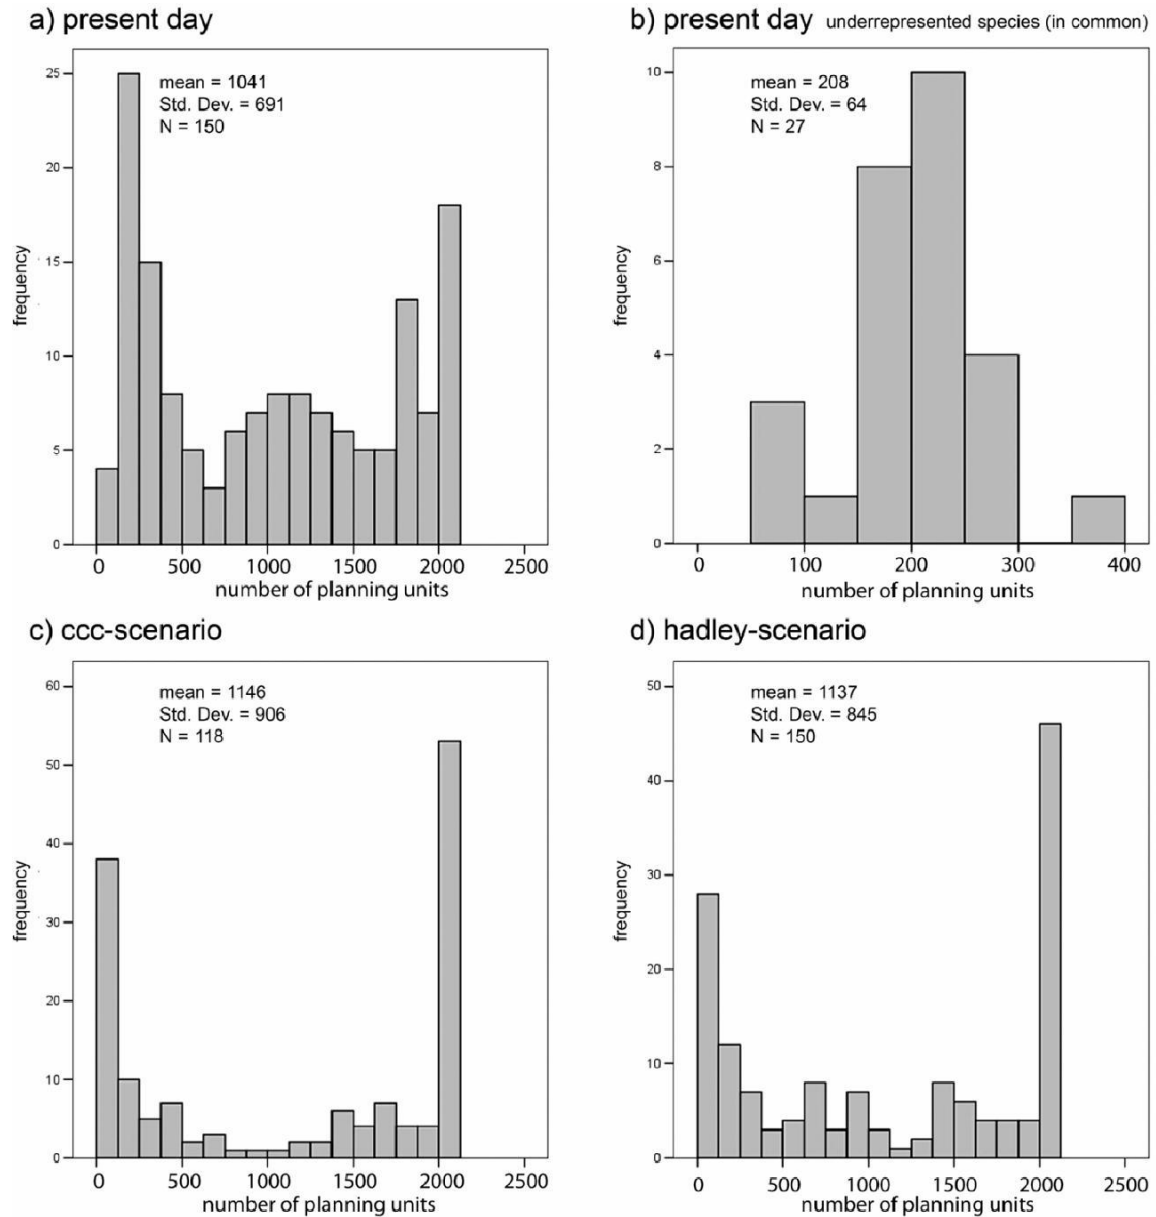 a) present day
mean = 1041
Std. Dev. = 691
N = 150
25
20
15
10
5
0
frequency
0 500 1000 1500 2000 2500
number of planning units
b) present day underrepresented species (in common)
mean = 208
Std. Dev. = 64
N = 27
10
8
6
4
2
0
frequency
0 100 200 300 400
number of planning units
c) ccc-scenario
mean = 1146
Std. Dev. = 906
N = 118
60
50
40
30
20
10
0
frequency
0 500 1000 1500 2000 2500
number of planning units
d) hadley-scenario
mean = 1137
Std. Dev. = 845
N = 150
50
40
30
20
10
0
frequency
0 500 1000 1500 2000 2500
number of planning units